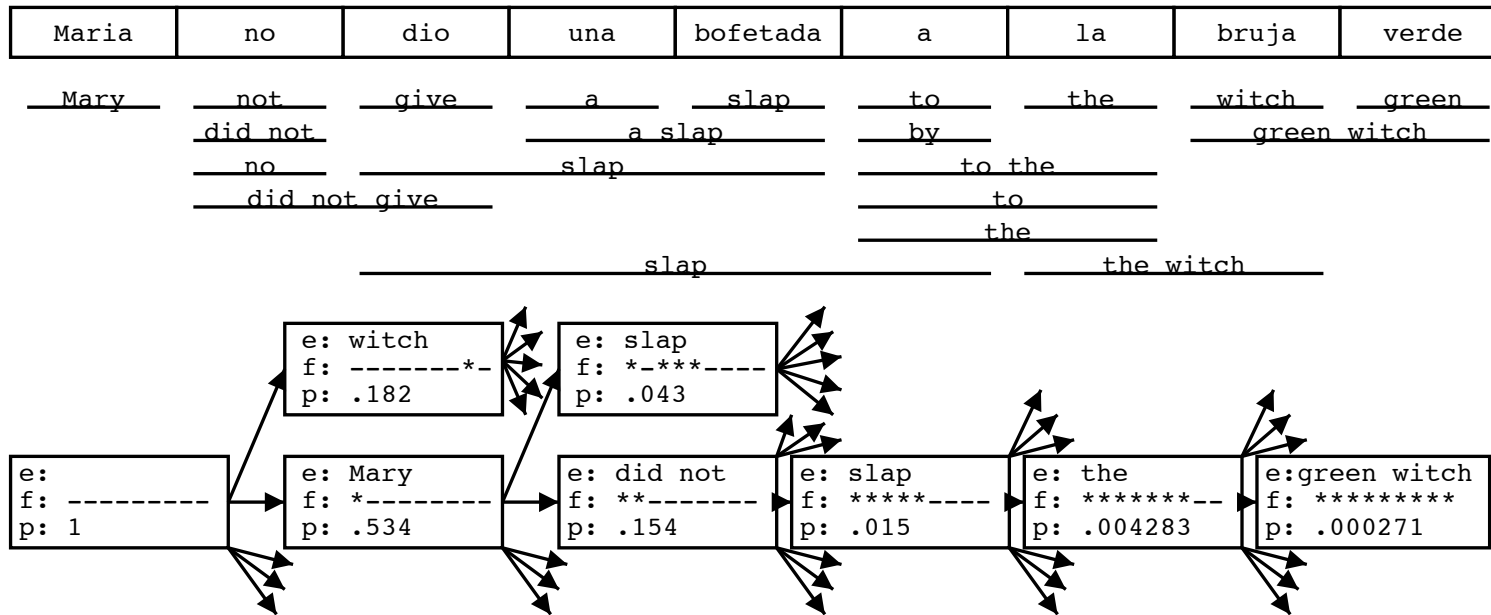 Maria no dio una bofetada a la bruja verde
Mary not give a slap to the witch green
did not a slap by green witch
no slap to the
did not give to
the
slap the witch
e: witch
f: -------*-
p: .182
e: slap
f: *-***----
p: .043
e:
f: ---------
p: 1
e: Mary
f: *--------
p: .534
e: did not
f: **-------
p: .154
e: slap
f: *****----
p: .015
e: the
f: *******--
p: .004283
e:green witch
f: *********
p: .000271